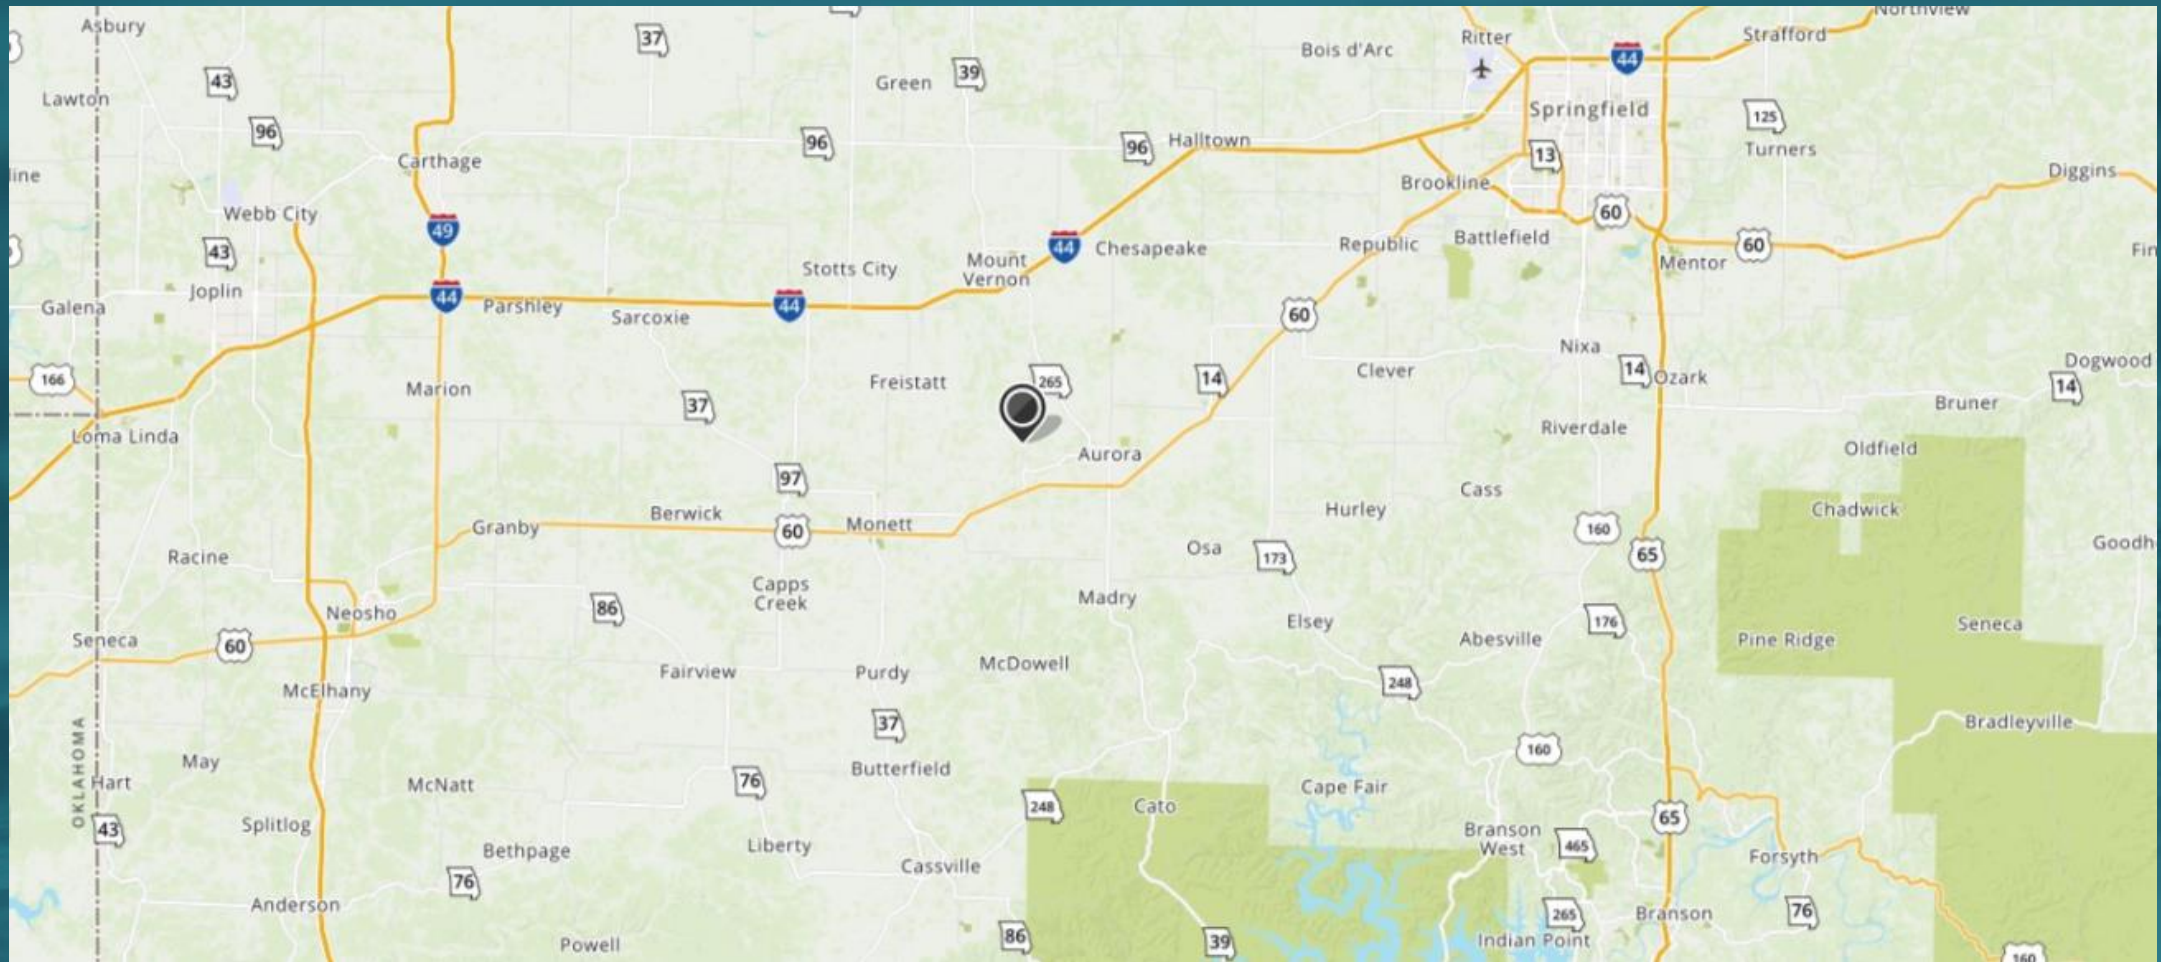 Northview
Asbury
37
Bois d'Arc
Ritter
Strafford
44
43
Green
39
Lawton
Springfield
125
96
96
96
Halltown
13
Turners
Carthage
Diggins
line
Brookline
Webb City
60
49
43
Chesapeake
44
Republic
Battlefield
60
Mount
Vernon
Stotts City
Mentor
Fin
Joplin
44
Parshley
Sarcoxie
44
Galena
60
Nixa
Dogwood
166
Marion
Freistatt
265
14
Clever
14
Ozark
14
37
Bruner
Loma Linda
Aurora
Riverdale
Oldfield
97
Cass
Granby
Berwick
60
Monett
Hurley
160
Chadwick
Racine
Osa
173
65
Goodh
Capps
Creek
86
Madry
Neosho
Elsey
176
Seneca
60
Abesville
Pine Ridge
Seneca
Fairview
Purdy
McDowell
248
McElhany
37
160
Bradleyville
OKLAHOMA
May
Hart
McNatt
76
Butterfield
Cape Fair
43
Splitlog
248
Cato
65
Bethpage
Liberty
Branson
West
465
Forsyth
76
Cassville
Anderson
265
Branson
76
Powell
86
39
Indian Point
160